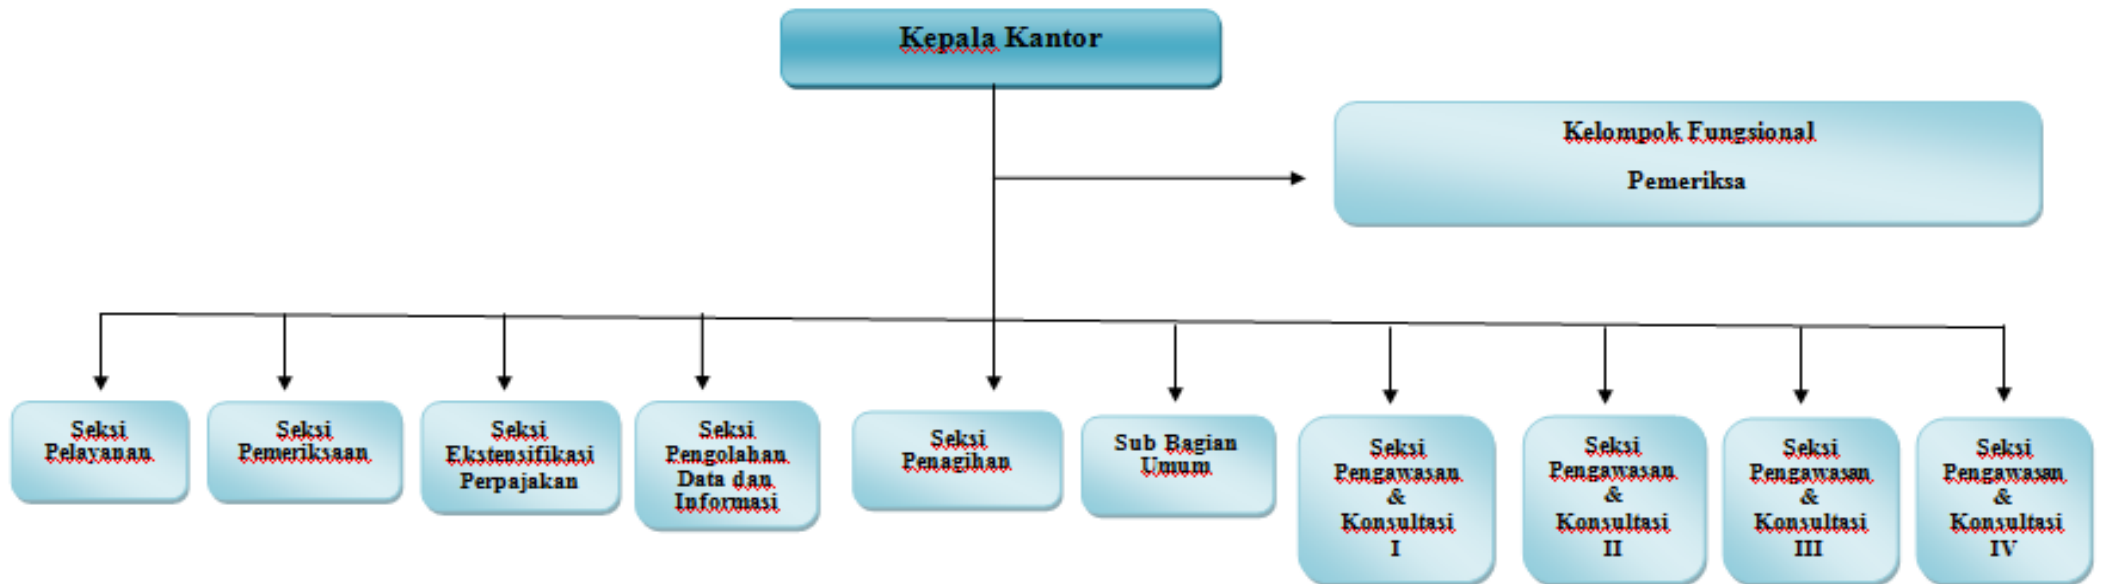 Kepala Kantor
Kelompok Fungsional
Pemeriksa
Seksi
Pelayanan
Seksi
Pemeriksaan
Seksi
Ekstensifikasi
Perpajakan
Seksi
Pengolahan
Data dan
Informasi
Seksi
Penagihan
Sub Bagian
Umum
Seksi
Pengawasan
&
Konsultasi
I
Seksi
Pengawasan
&
Konsultasi
II
Seksi
Pengawasan
&
Konsultasi
III
Seksi
Pengawasan
&
Konsultasi
IV